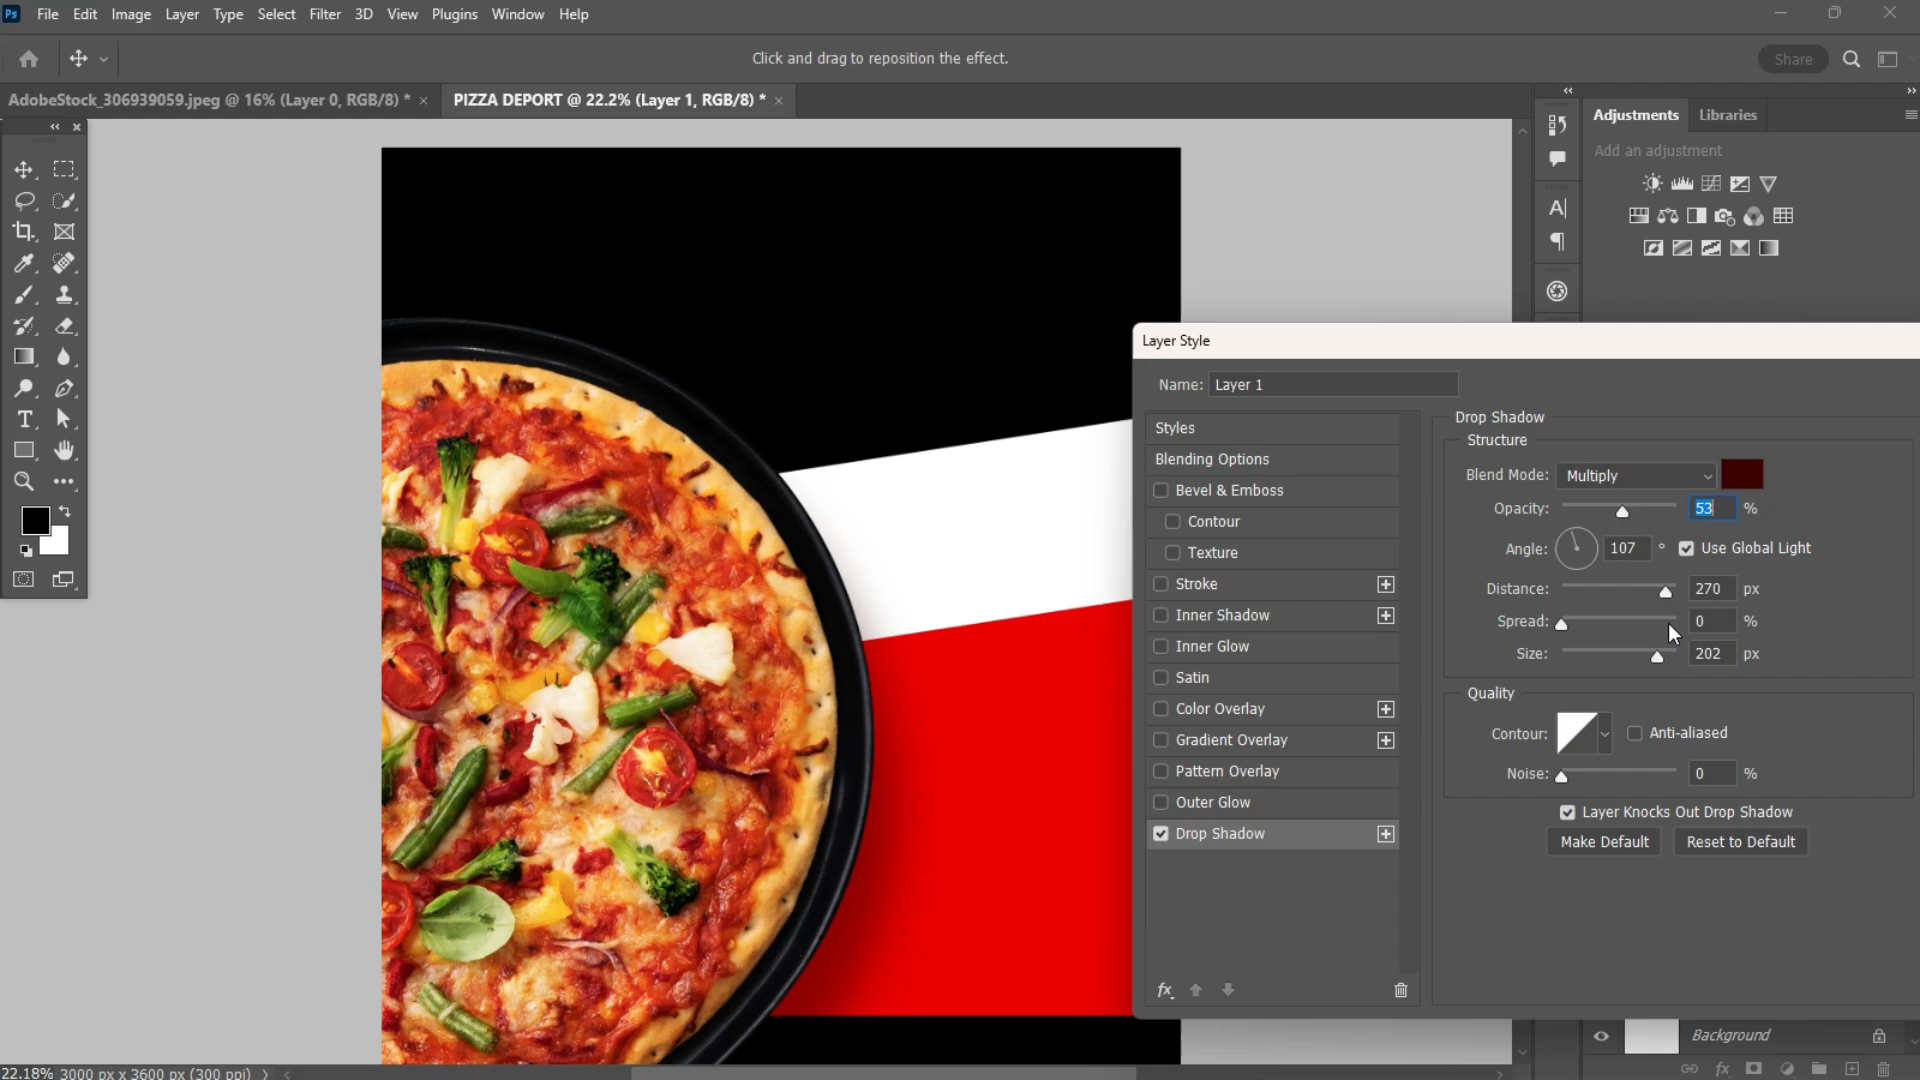 Ps File Edit Image Layer Type Select Filter 3D View Plugins Window Help
Click and drag to reposition the effect.
Share
AdobeStock_306939059.jpeg @ 16% (Layer 0, RGB/8) * ×
PIZZA DEPORT @ 22.2% (Layer 1, RGB/8) * ×
Adjustments Libraries
Add an adjustment
Layer Style
Name: Layer 1
Styles
Blending Options
Bevel & Emboss
Contour
Texture
Stroke
Inner Shadow
Inner Glow
Satin
Color Overlay
Gradient Overlay
Pattern Overlay
Outer Glow
Drop Shadow
fx
Drop Shadow
Structure
Blend Mode: Multiply
Opacity: 53 %
Angle: 107 ° Use Global Light
Distance: 270 px
Spread: 0 %
Size: 202 px
Quality
Contour: Anti-aliased
Noise: 0 %
Layer Knocks Out Drop Shadow
Make Default Reset to Default
Background
fx
22.18% 3000 px x 3600 px (300 ppi)